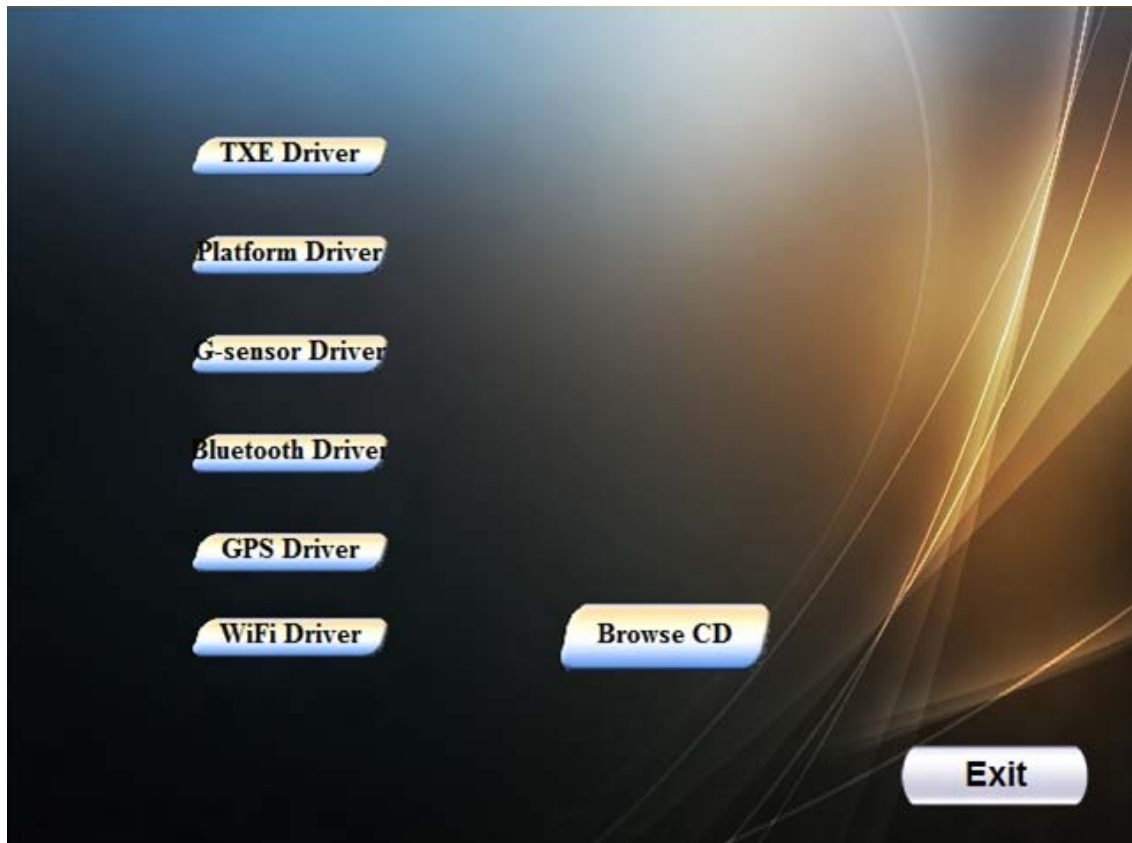 TXE Driver
Platform Driver
G-sensor Driver
Bluetooth Driver
GPS Driver
WiFi Driver
Browse CD
Exit